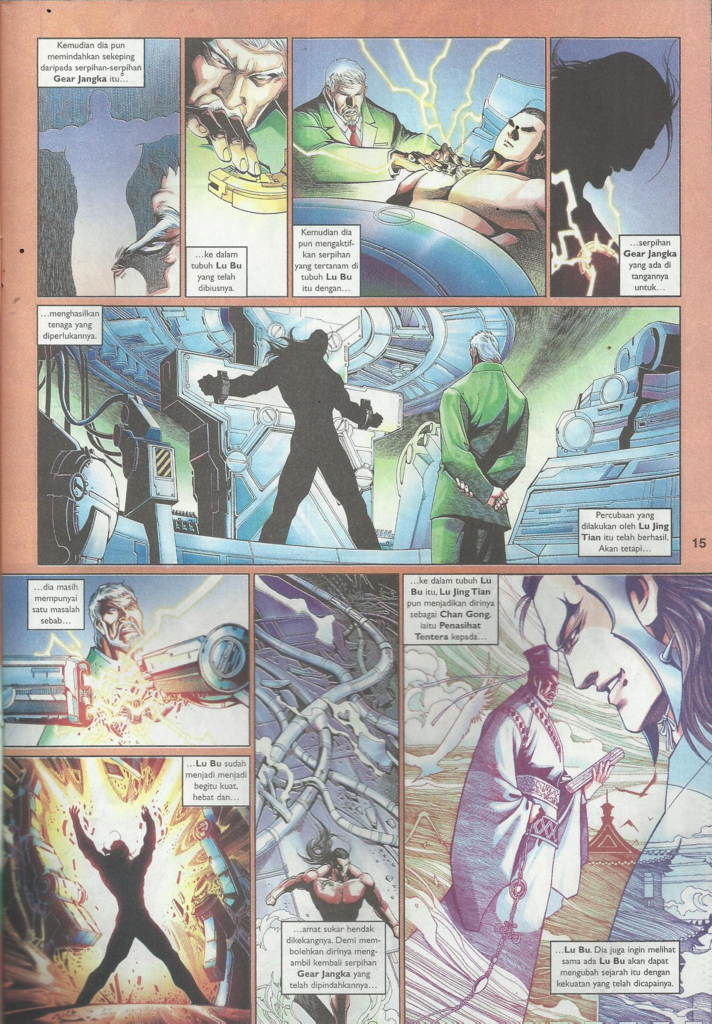 Kemudian dia pun
memindahkan sekeping
daripada serpihan-serpihan
Gear Jangka itu…
…ke dalam
tubuh Lu Bu
yang telah
dibiusnya.
Kemudian dia
pun mengaktif-
kan serpihan
yang tertanam di
tubuh Lu Bu
itu dengan…
…serpihan
Gear Jangka
yang ada di
tangannya
untuk…
…menghasilkan
tenaga yang
diperlukannya.
Percubaan yang
dilakukan oleh Lu Jing
Tian itu telah berhasil.
Akan tetapi…
15
…dia masih
mempunyai
satu masalah
sebab…
…Lu Bu sudah
menjadi menjadi
begitu kuat,
hebat dan…
…amat sukar hendak
dikekangnya. Demi mem-
bolehkan dirinya meng-
ambil kembali serpihan
Gear Jangka yang
telah dipindahkan…
…ke dalam tubuh Lu
Bu itu, Lu Jing Tian
pun menjadikan dirinya
sebagai Chan Gong,
iaitu Penasihat
Tentera kepada…
…Lu Bu. Dia juga ingin melihat
sama ada Lu Bu akan dapat
mengubah sejarah itu dengan
kekuatan yang telah dicapainya.